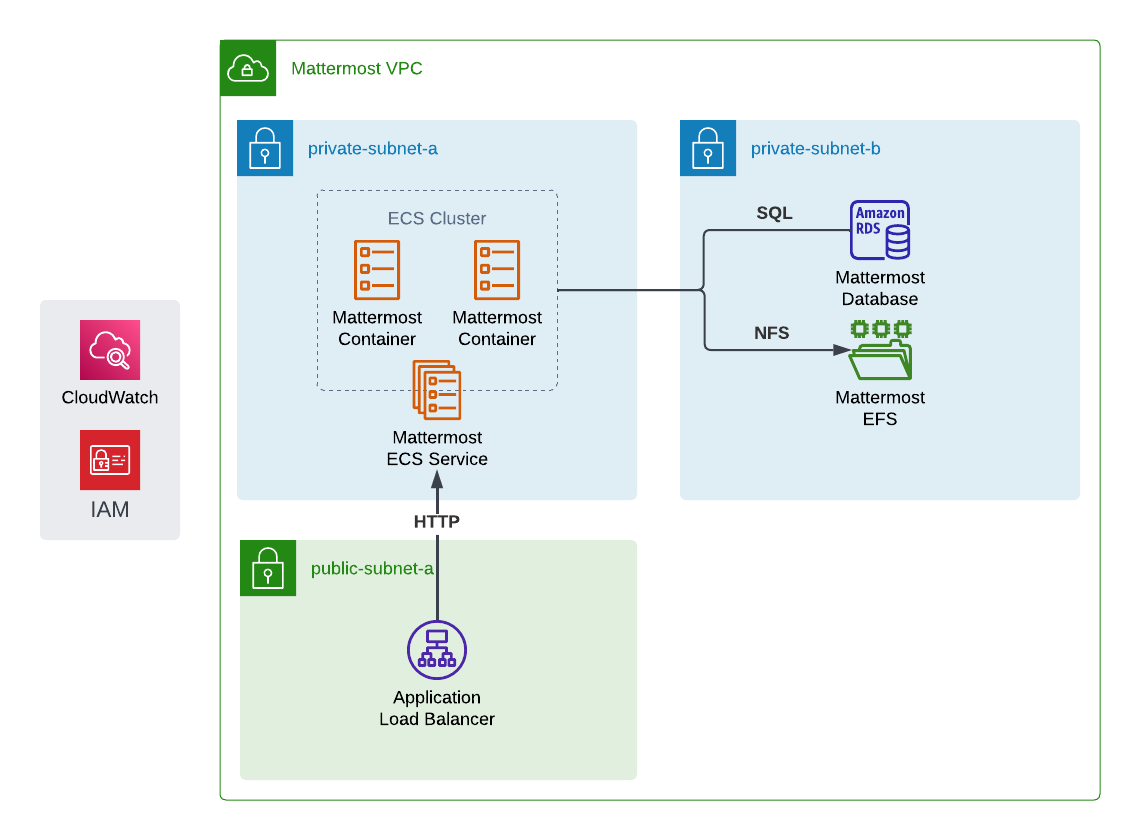 Mattermost VPC
private-subnet-a
private-subnet-b
ECS Cluster
Mattermost
Container
Mattermost
Container
Mattermost
ECS Service
SQL
Amazon
RDS
Mattermost
Database
NFS
Mattermost
EFS
CloudWatch
IAM
HTTP
public-subnet-a
Application
Load Balancer